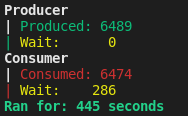 Producer
| Produced: 6489
| Wait:      0
Consumer
| Consumed: 6474
| Wait:    286
Ran for: 445 seconds